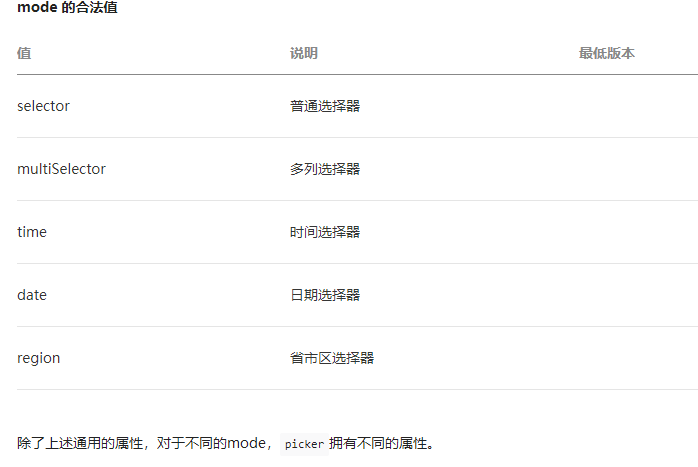 mode 的合法值
值 说明 最低版本
selector 普通选择器
multiSelector 多列选择器
time 时间选择器
date 日期选择器
region 省市区选择器
除了上述通用的属性，对于不同的mode， picker 拥有不同的属性。